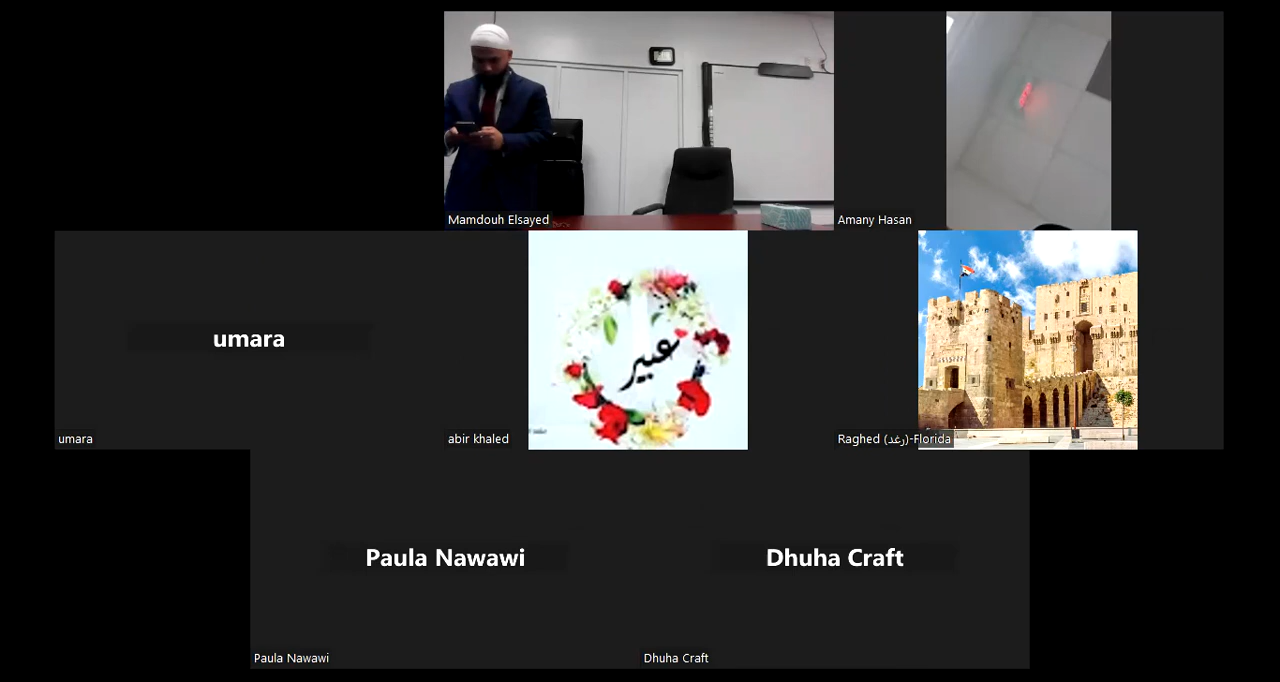 Mamdouh Elsayed
Amany Hasan
umara
umara
عبير
abir khaled
Raghed (رغد)-Florida
Paula Nawawi
Paula Nawawi
Dhuha Craft
Dhuha Craft